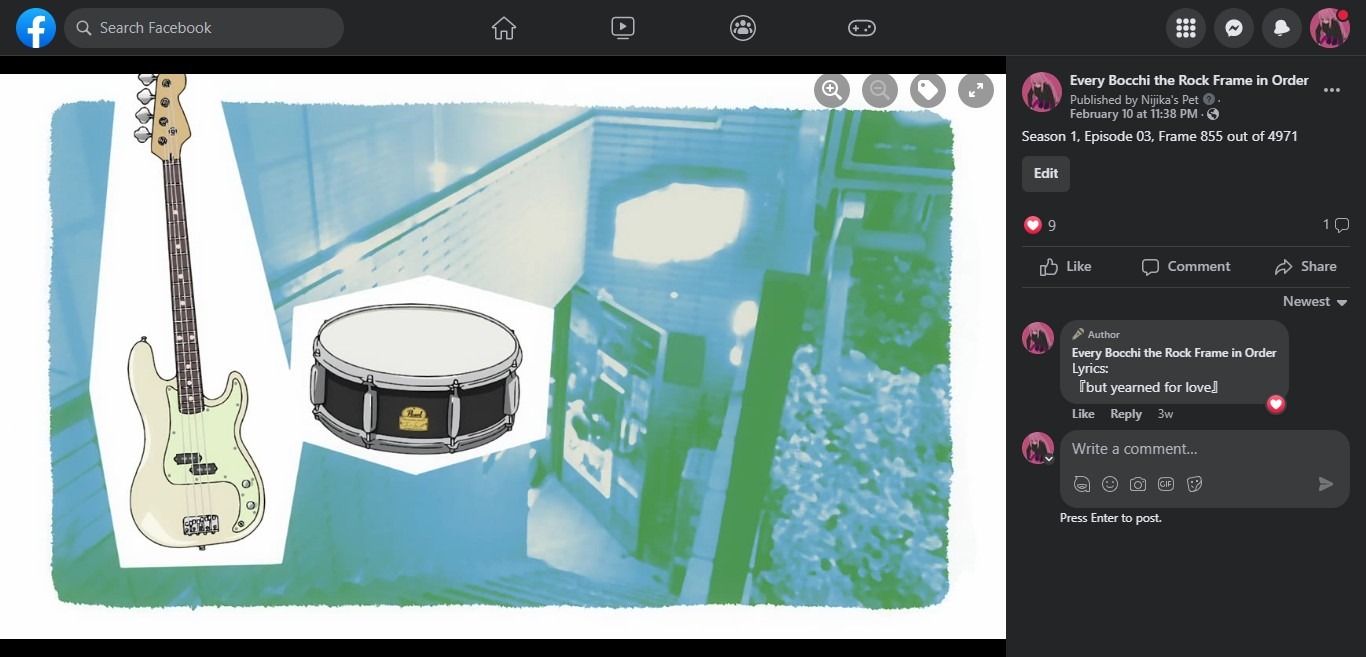 Search Facebook
Every Bocchi the Rock Frame in Order
Published by Nijika's Pet ·
February 10 at 11:38 PM ·
Season 1, Episode 03, Frame 855 out of 4971
Edit
9
1
Like
Comment
Share
Newest
Author
Every Bocchi the Rock Frame in Order
Lyrics:
『but yearned for love』
Like Reply 3w
Write a comment...
GIF
Press Enter to post.
Pearl